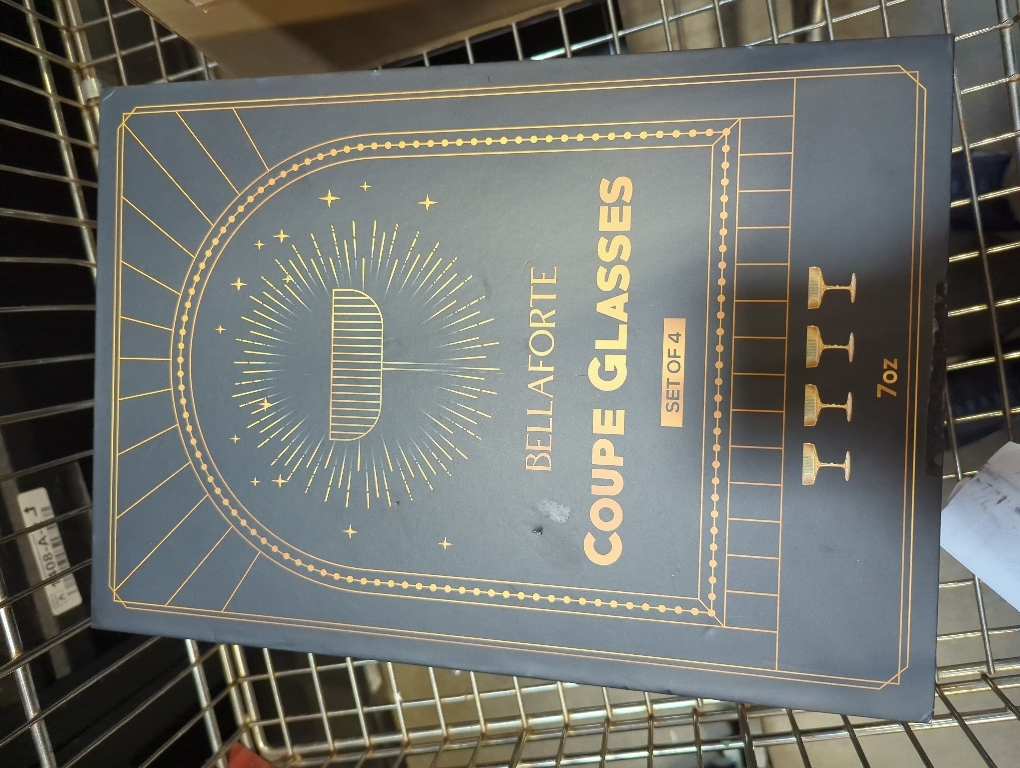 BELLAFORTE
COUPE GLASSES
SET OF 4
7oz